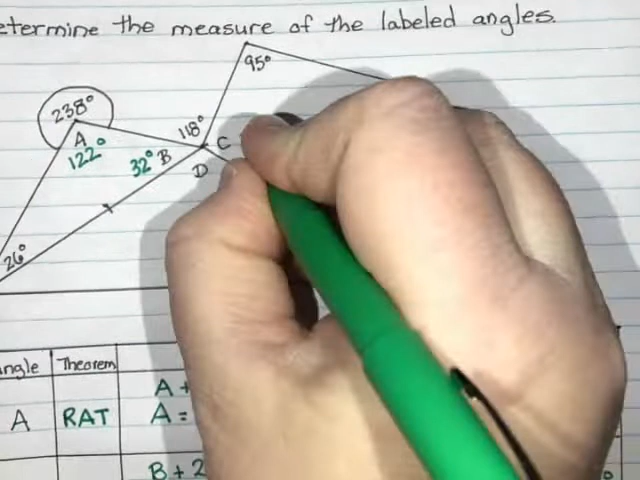 etermine the measure of the labeled angles.
95°
238°
118°
A
C
122°
32°
B
D
26°
ngle Theorem
A +
A RAT A =
B + 2